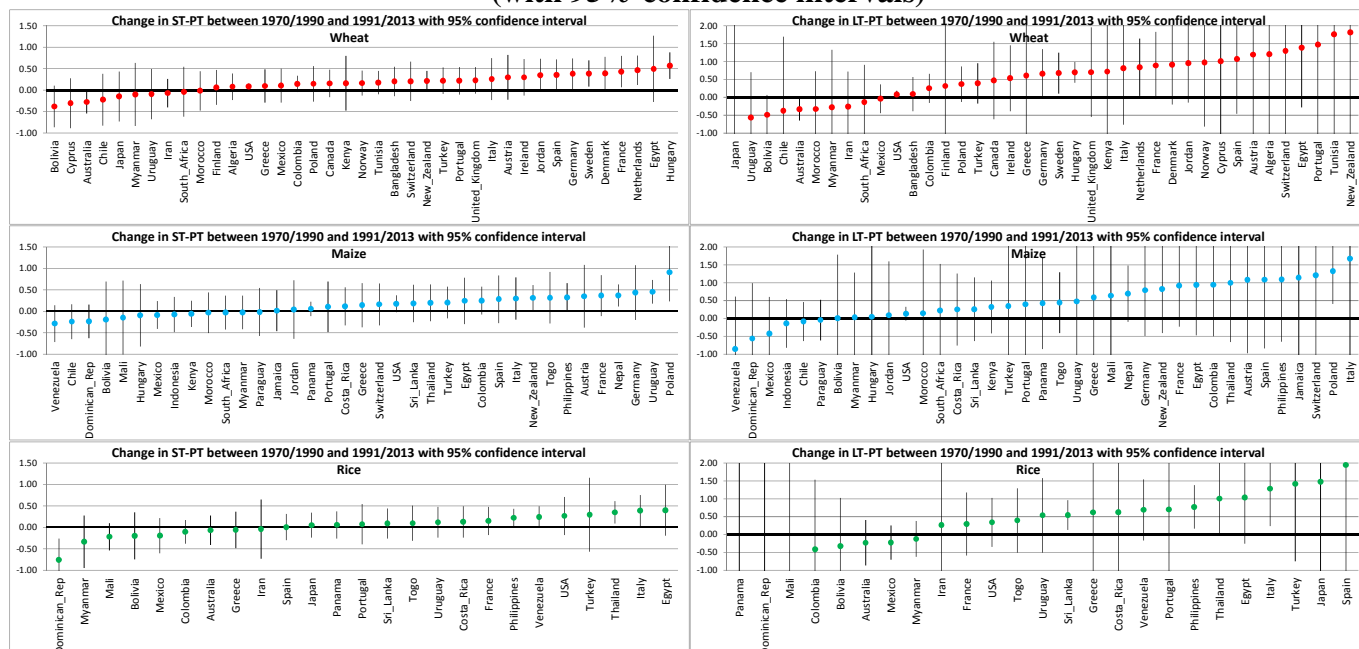 (with 95% confidence intervals)
Change in ST-PT between 1970/1990 and 1991/2013 with 95% confidence interval
Wheat
1.50
1.00
0.50
0.00
-0.50
-1.00
Bolivia
Cyprus
Australia
Chile
Japan
Myanmar
Uruguay
Iran
South_Africa
Morocco
Finland
Algeria
USA
Greece
Mexico
Colombia
Poland
Canada
Kenya
Norway
Tunisia
Bangladesh
Switzerland
New_Zealand
Turkey
Portugal
United_Kingdom
Italy
Austria
Ireland
Jordan
Spain
Germany
Sweden
Denmark
France
Netherlands
Egypt
Hungary
Change in LT-PT between 1970/1990 and 1991/2013 with 95% confidence interval
Wheat
2.00
1.50
1.00
0.50
0.00
-0.50
-1.00
Japan
Uruguay
Bolivia
Chile
Australia
Morocco
Myanmar
Iran
South_Africa
Mexico
USA
Bangladesh
Colombia
Finland
Poland
Turkey
Canada
Ireland
Greece
Germany
Sweden
Hungary
United_Kingdom
Kenya
Italy
Netherlands
France
Denmark
Jordan
Norway
Cyprus
Spain
Austria
Algeria
Switzerland
Egypt
Portugal
Tunisia
New_Zealand
Change in ST-PT between 1970/1990 and 1991/2013 with 95% confidence interval
Maize
1.50
1.00
0.50
0.00
-0.50
-1.00
Venezuela
Chile
Dominican_Rep
Bolivia
Mali
Hungary
Mexico
Indonesia
Kenya
Morocco
South_Africa
Myanmar
Paraguay
Jamaica
Jordan
Panama
Portugal
Costa_Rica
Greece
Switzerland
USA
Sri_Lanka
Thailand
Turkey
Egypt
Colombia
Spain
Italy
New_Zealand
Togo
Philippines
Austria
France
Nepal
Germany
Uruguay
Poland
Change in LT-PT between 1970/1990 and 1991/2013 with 95% confidence interval
Maize
2.00
1.50
1.00
0.50
0.00
-0.50
-1.00
Venezuela
Dominican_Rep
Mexico
Indonesia
Chile
Paraguay
Bolivia
Myanmar
Hungary
Jordan
USA
Morocco
South_Africa
Costa_Rica
Sri_Lanka
Kenya
Turkey
Portugal
Panama
Togo
Uruguay
Greece
Mali
Nepal
Germany
New_Zealand
France
Egypt
Colombia
Thailand
Austria
Spain
Philippines
Jamaica
Switzerland
Poland
Italy
Change in ST-PT between 1970/1990 and 1991/2013 with 95% confidence interval
Rice
1.50
1.00
0.50
0.00
-0.50
-1.00
Dominican_Rep
Myanmar
Mali
Bolivia
Mexico
Colombia
Australia
Greece
Iran
Spain
Japan
Panama
Portugal
Sri_Lanka
Togo
Uruguay
Costa_Rica
France
Philippines
Venezuela
USA
Turkey
Thailand
Italy
Egypt
Change in LT-PT between 1970/1990 and 1991/2013 with 95% confidence interval
Rice
2.00
1.50
1.00
0.50
0.00
-0.50
-1.00
Panama
Dominican_Rep
Mali
Colombia
Bolivia
Australia
Mexico
Myanmar
Iran
France
USA
Togo
Uruguay
Sri_Lanka
Greece
Costa_Rica
Venezuela
Portugal
Philippines
Thailand
Egypt
Italy
Turkey
Japan
Spain